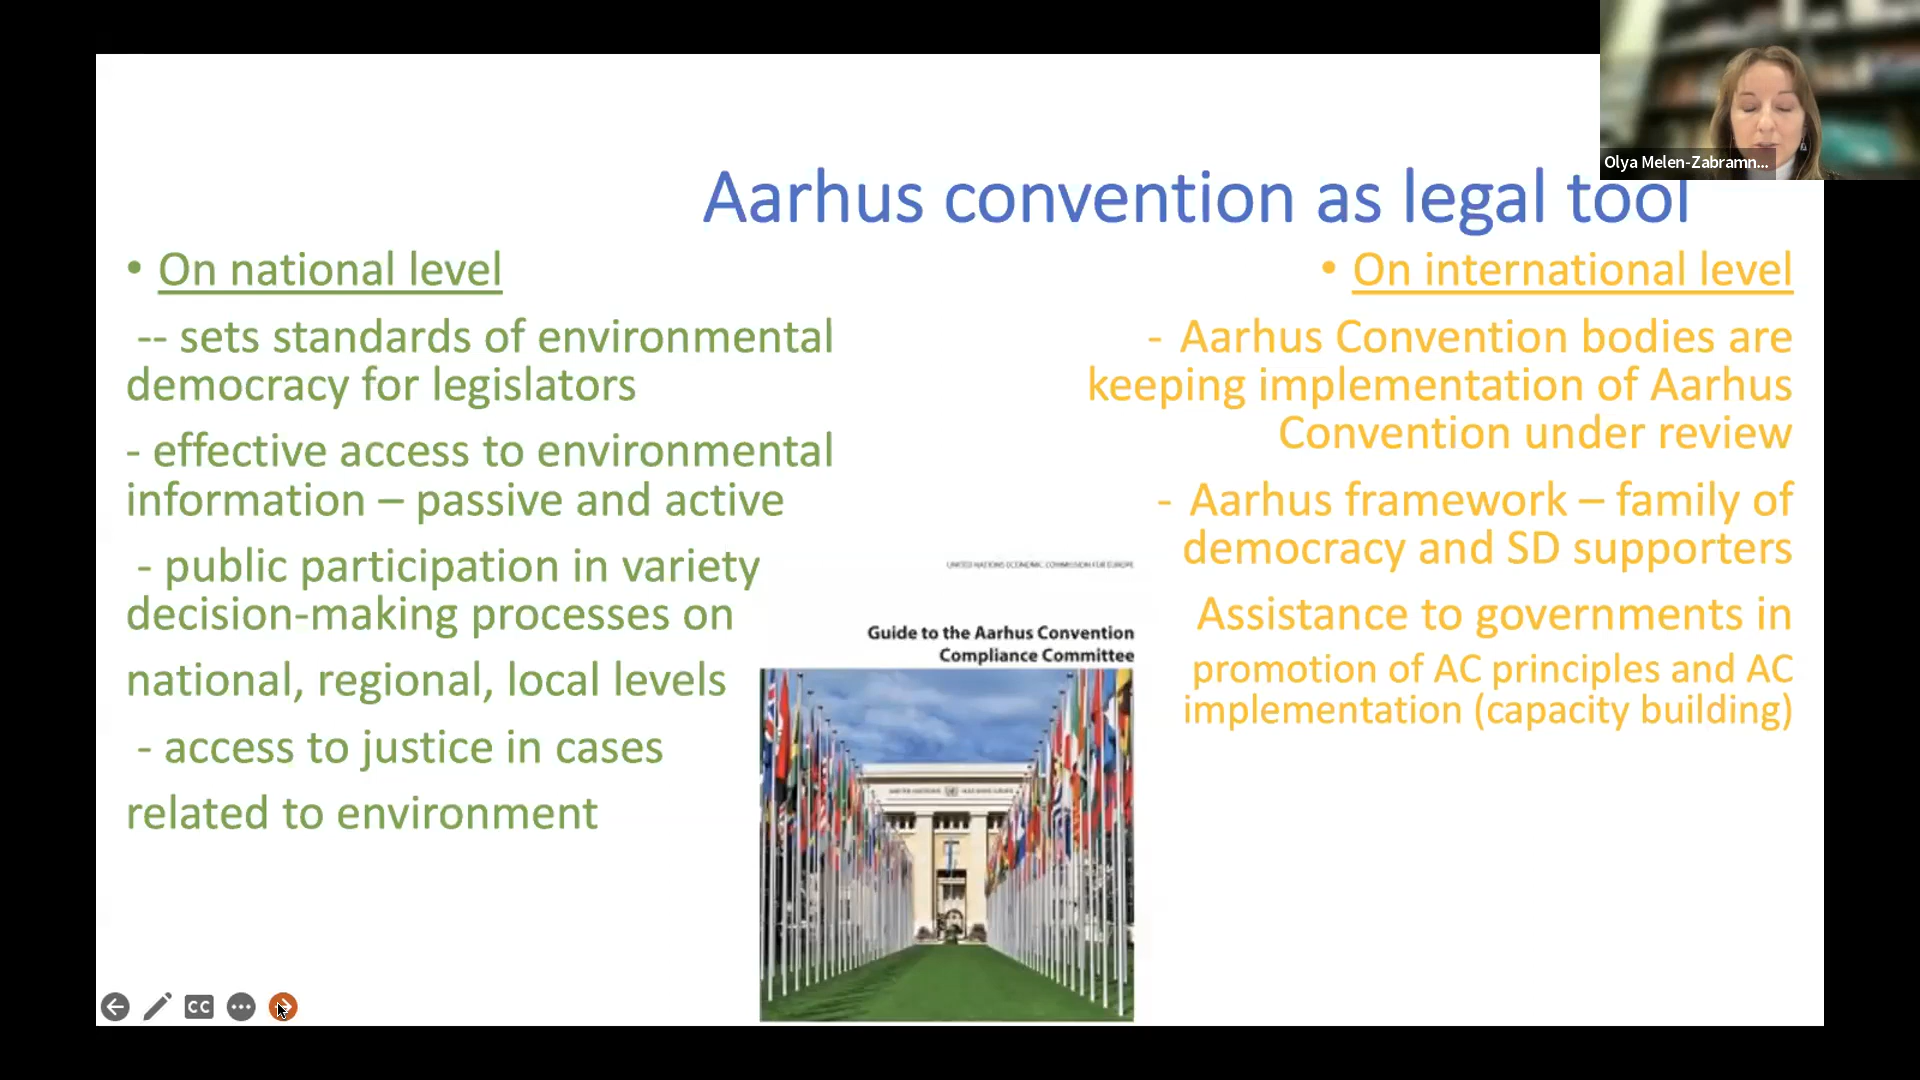 Olya Melen-Zabramn...
Aarhus convention as legal tool
• On national level
-- sets standards of environmental
democracy for legislators
- effective access to environmental
information – passive and active
- public participation in variety
decision-making processes on
national, regional, local levels
- access to justice in cases
related to environment
• On international level
- Aarhus Convention bodies are
keeping implementation of Aarhus
Convention under review
- Aarhus framework – family of
democracy and SD supporters
Assistance to governments in
promotion of AC principles and AC
implementation (capacity building)
UNITED NATIONS ECONOMIC COMMISSION FOR EUROPE
Guide to the Aarhus Convention
Compliance Committee
CC